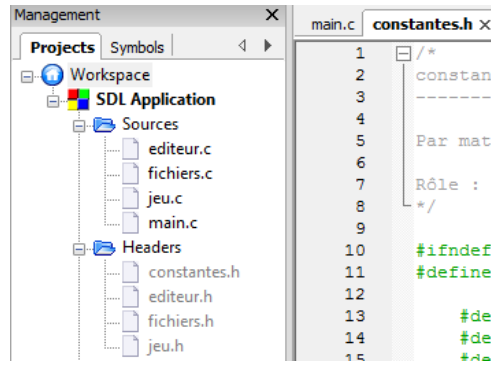 Management
Projects Symbols
Workspace
SDL Application
Sources
editeur.c
fichiers.c
jeu.c
main.c
Headers
constantes.h
editeur.h
fichiers.h
jeu.h
main.c constantes.h
1 /*
2 constan
3 -------
4
5 Par mat
6
7 Rôle :
8 */
9
10 #ifndef
11 #define
12
13 #de
14 #de
15 #de